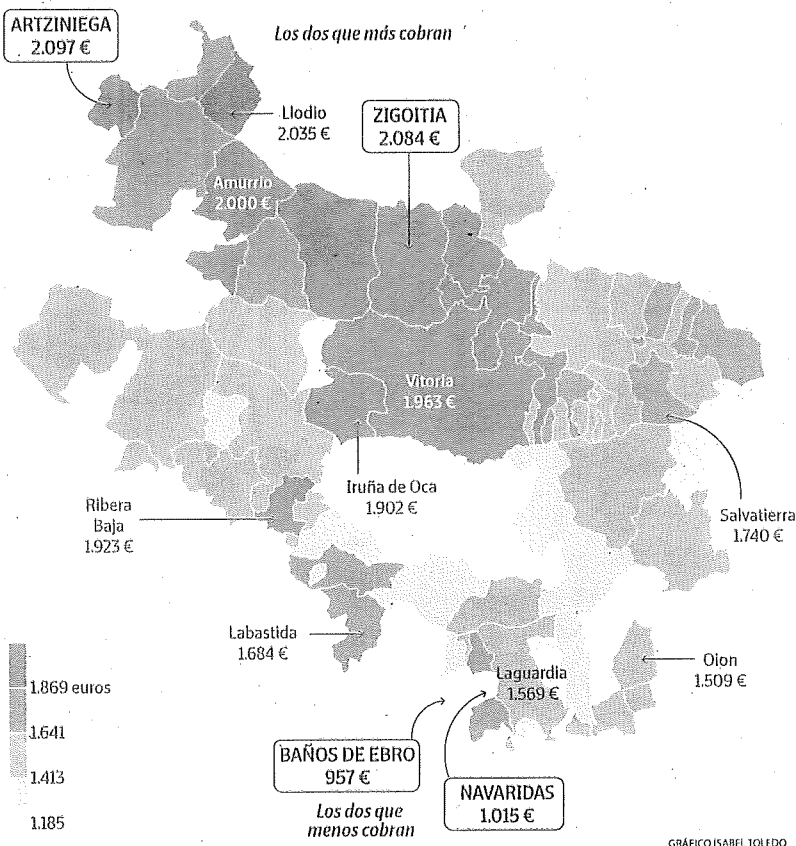 ARTZINIEGA
2.097 €
Los dos que más cobran
Llodio
2.035 €
ZIGOITIA
2.084 €
Amurrio
2.000 €
Vitoria
1.963 €
Iruña de Oca
1.902 €
Ribera
Baja
1.923 €
Salvatierra
1.740 €
Labastida
1.684 €
Laguardia
1.569 €
Oion
1.509 €
1.869 euros
1.641
1.413
1.185
BAÑOS DE EBRO
957 €
Los dos que
menos cobran
NAVARIDAS
1.015 €
GRÁFICO ISABEL TOLEDO